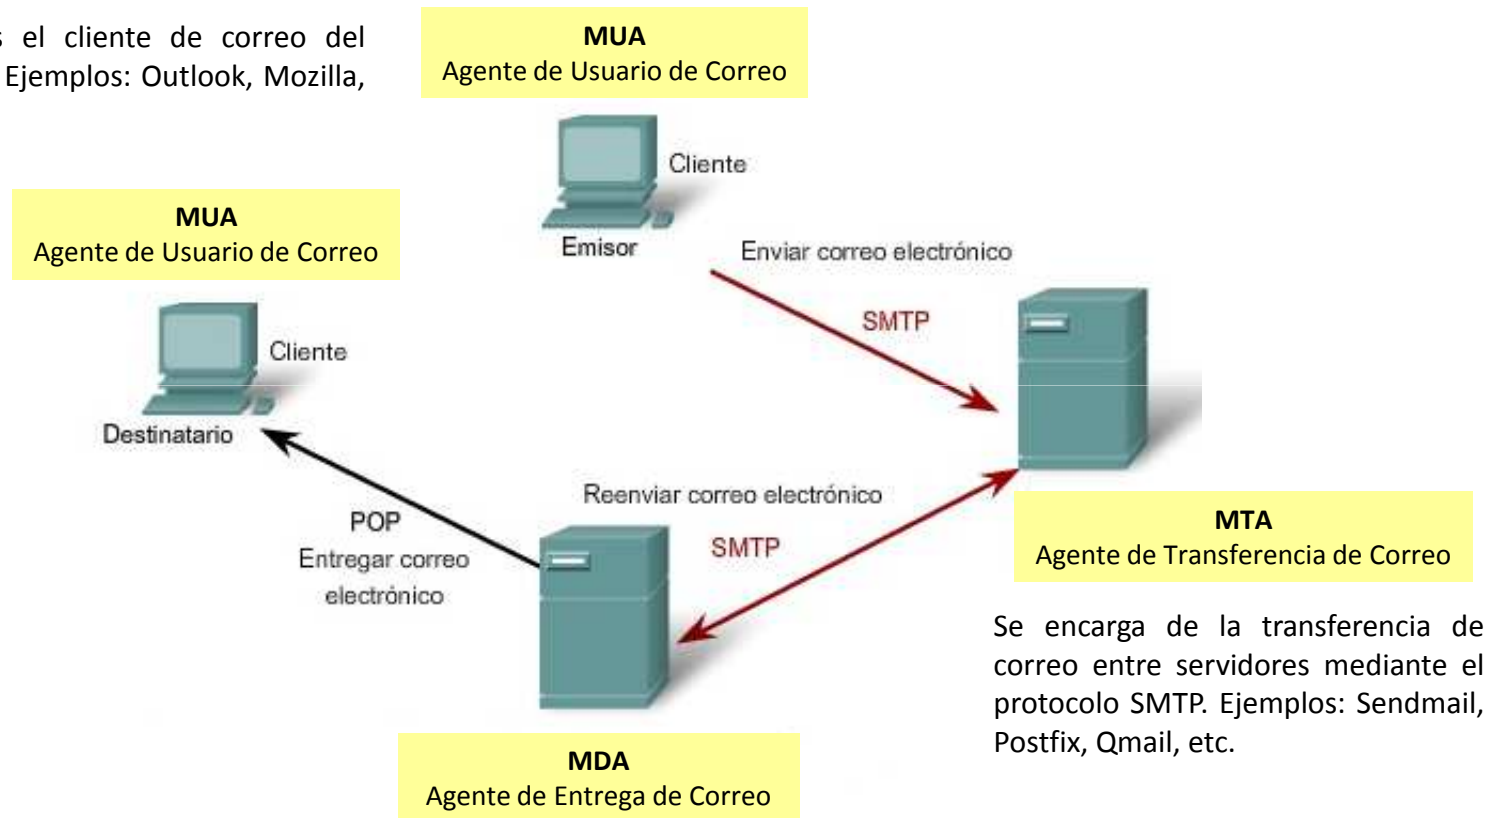 s el cliente de correo del
Ejemplos: Outlook, Mozilla,
MUA
Agente de Usuario de Correo
Cliente
Emisor
MUA
Agente de Usuario de Correo
Cliente
Destinatario
Enviar correo electrónico
SMTP
Reenviar correo electrónico
SMTP
POP
Entregar correo
electrónico
MTA
Agente de Transferencia de Correo
Se encarga de la transferencia de
correo entre servidores mediante el
protocolo SMTP. Ejemplos: Sendmail,
Postfix, Qmail, etc.
MDA
Agente de Entrega de Correo